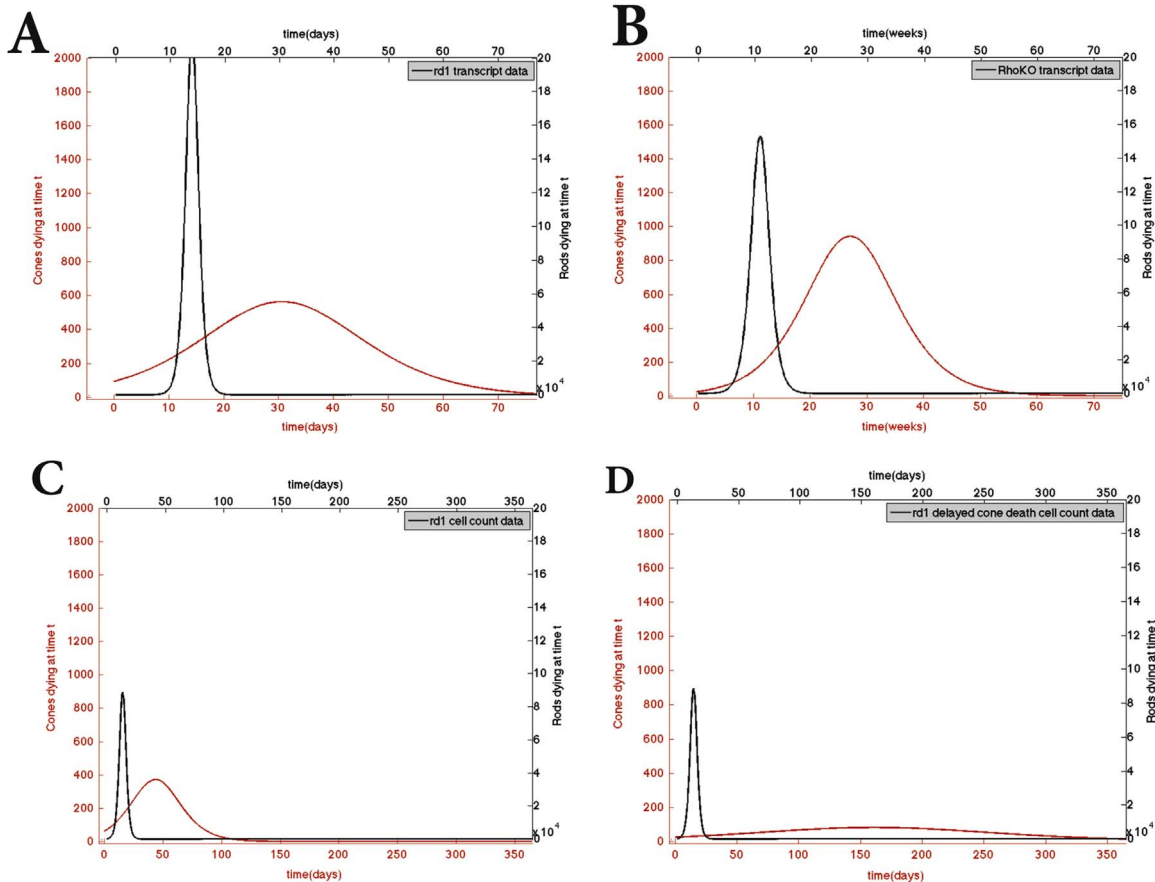 A
time(days)
0 10 20 30 40 50 60 70
rd1 transcript data
2000
1800
1600
1400
1200
1000
800
600
400
200
0
Cones dying at time t
20
18
16
14
12
10
8
6
4
2
0
x10^4
Rods dying at time t
0 10 20 30 40 50 60 70
time(days)
B
time(weeks)
0 10 20 30 40 50 60 70
RhoKO transcript data
2000
1800
1600
1400
1200
1000
800
600
400
200
0
Cones dying at time t
20
18
16
14
12
10
8
6
4
2
0
x10^4
Rods dying at time t
0 10 20 30 40 50 60 70
time(weeks)
C
time(days)
0 50 100 150 200 250 300 350
rd1 cell count data
2000
1800
1600
1400
1200
1000
800
600
400
200
0
Cones dying at time t
20
18
16
14
12
10
8
6
4
2
0
x10^4
Rods dying at time t
0 50 100 150 200 250 300 350
time(days)
D
time(days)
0 50 100 150 200 250 300 350
rd1 delayed cone death cell count data
2000
1800
1600
1400
1200
1000
800
600
400
200
0
Cones dying at time t
20
18
16
14
12
10
8
6
4
2
0
x10^4
Rods dying at time t
0 50 100 150 200 250 300 350
time(days)